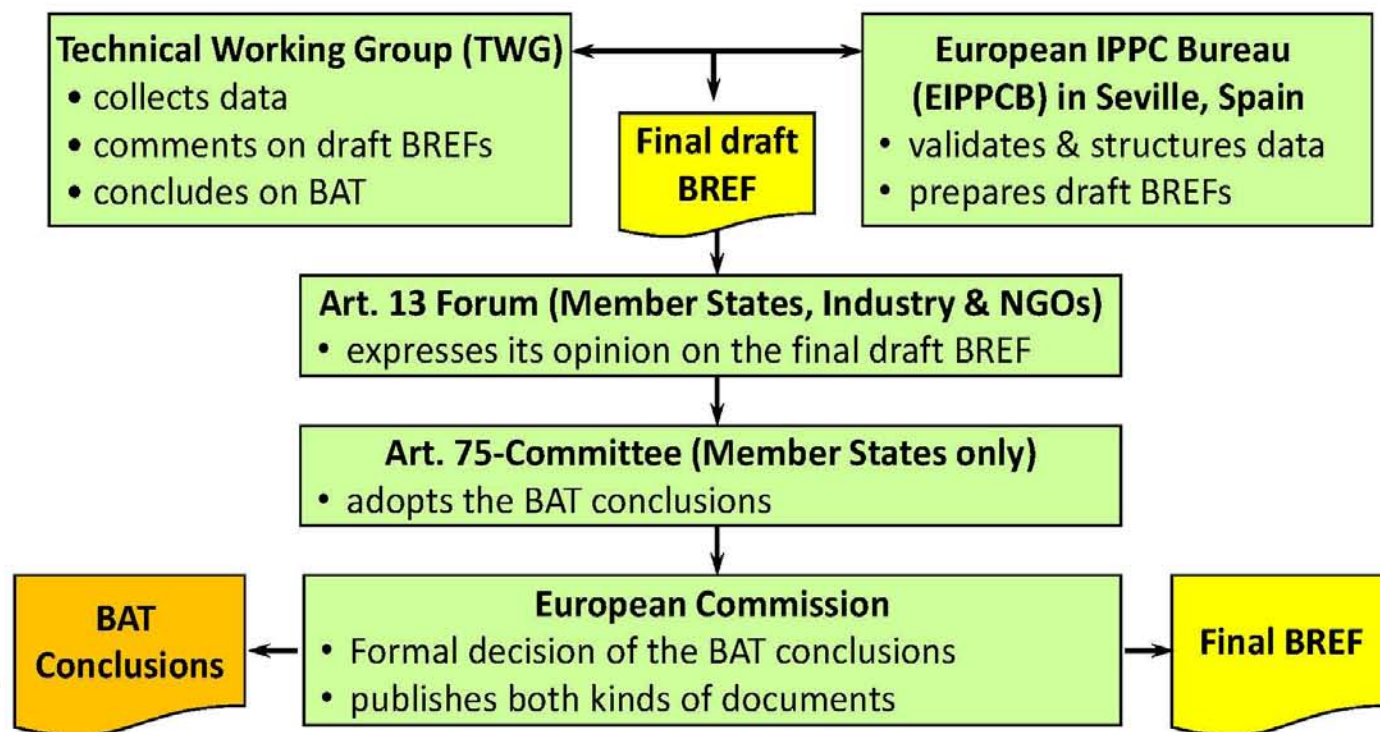 Technical Working Group (TWG)
• collects data
• comments on draft BREFs
• concludes on BAT
Final draft
BREF
European IPPC Bureau
(EIPPCB) in Seville, Spain
• validates & structures data
• prepares draft BREFs
Art. 13 Forum (Member States, Industry & NGOs)
• expresses its opinion on the final draft BREF
Art. 75-Committee (Member States only)
• adopts the BAT conclusions
BAT
Conclusions
European Commission
• Formal decision of the BAT conclusions
• publishes both kinds of documents
Final BREF